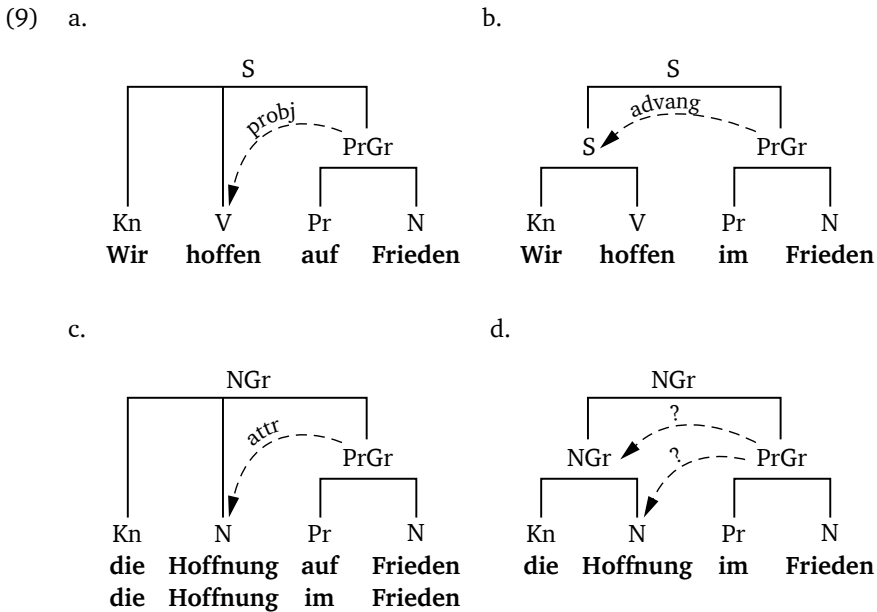 (9) a. b.
S S
probj advang
PrGr S PrGr
Kn V Pr N Kn V Pr N
Wir hoffen auf Frieden Wir hoffen im Frieden
c. d.
NGr NGr
attr ?
PrGr NGr ? PrGr
Kn N Pr N Kn N Pr N
die Hoffnung auf Frieden die Hoffnung im Frieden
die Hoffnung im Frieden